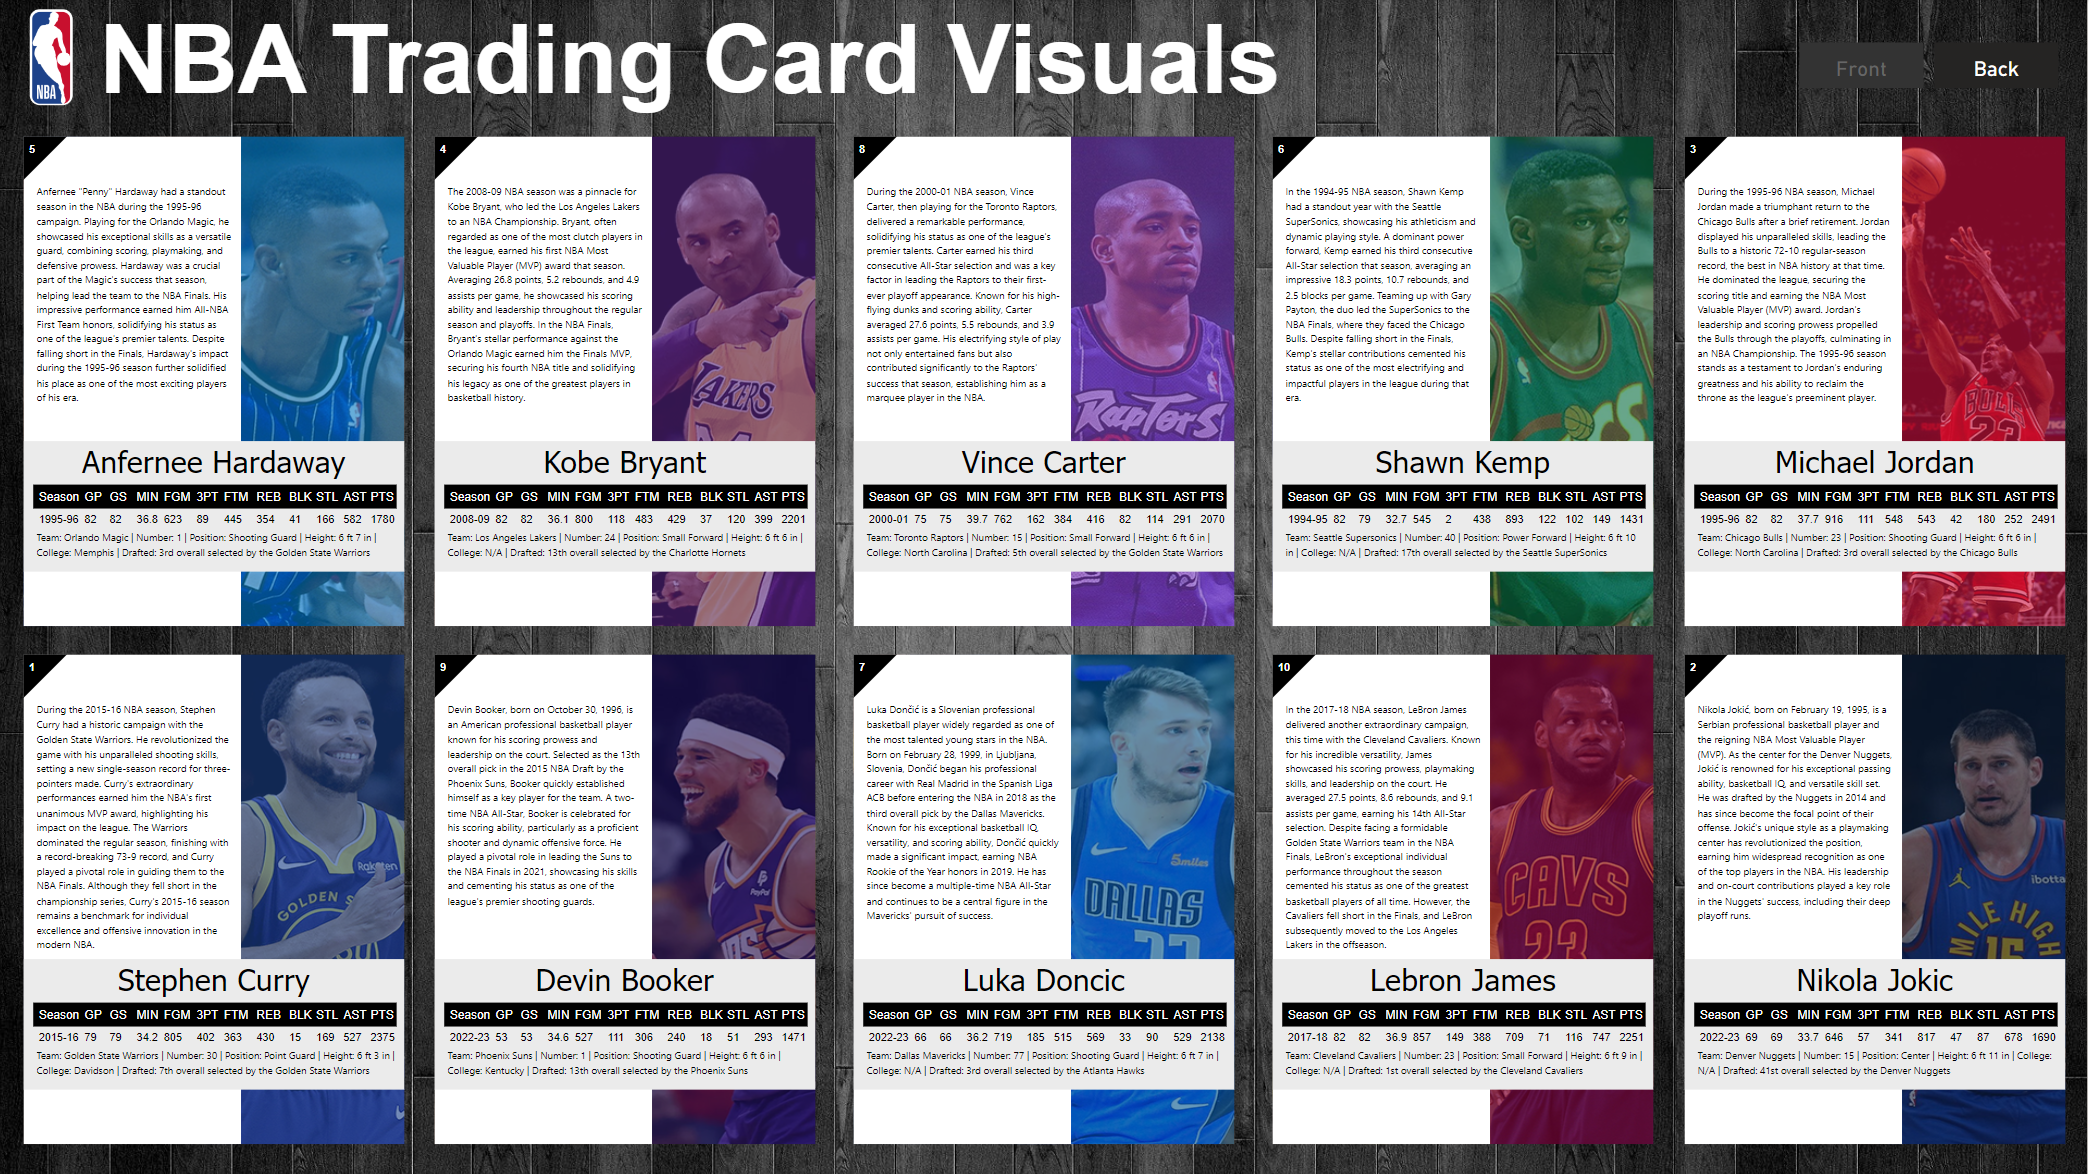 NBA
NBA Trading Card Visuals
Front
Back
5
Anfernee "Penny" Hardaway had a standout
season in the NBA during the 1995-96
campaign. Playing for the Orlando Magic, he
showcased his exceptional skills as a versatile
guard, combining scoring, playmaking, and
defensive prowess. Hardaway was a crucial
part of the Magic's success that season,
helping lead the team to the NBA Finals. His
impressive performance earned him All-NBA
First Team honors, solidifying his status as
one of the league's premier talents. Despite
falling short in the Finals, Hardaway's impact
during the 1995-96 season further solidified
his place as one of the most exciting players
of his era.
Anfernee Hardaway
Season GP GS MIN FGM 3PT FTM REB BLK STL AST PTS
1995-96 82 82 36.8 623 89 445 354 41 166 582 1780
Team: Orlando Magic | Number: 1 | Position: Shooting Guard | Height: 6 ft 7 in |
College: Memphis | Drafted: 3rd overall selected by the Golden State Warriors
4
The 2008-09 NBA season was a pinnacle for
Kobe Bryant, who led the Los Angeles Lakers
to an NBA Championship. Bryant, often
regarded as one of the most clutch players in
the league, earned his first NBA Most
Valuable Player (MVP) award that season.
Averaging 26.8 points, 5.2 rebounds, and 4.9
assists per game, he showcased his scoring
ability and leadership throughout the regular
season and playoffs. In the NBA Finals,
Bryant's stellar performance against the
Orlando Magic earned him the Finals MVP,
securing his fourth NBA title and solidifying
his legacy as one of the greatest players in
basketball history.
LAKERS
Kobe Bryant
Season GP GS MIN FGM 3PT FTM REB BLK STL AST PTS
2008-09 82 82 36.1 800 118 483 429 37 120 399 2201
Team: Los Angeles Lakers | Number: 24 | Position: Small Forward | Height: 6 ft 6 in |
College: N/A | Drafted: 13th overall selected by the Charlotte Hornets
8
During the 2000-01 NBA season, Vince
Carter, then playing for the Toronto Raptors,
delivered a remarkable performance,
solidifying his status as one of the league's
premier talents. Carter earned his third
consecutive All-Star selection and was a key
factor in leading the Raptors to their first-
ever playoff appearance. Known for his high-
flying dunks and scoring ability, Carter
averaged 27.6 points, 5.5 rebounds, and 3.9
assists per game. His electrifying style of play
not only entertained fans but also
contributed significantly to the Raptors'
success that season, establishing him as a
marquee player in the NBA.
RAPTORS
Vince Carter
Season GP GS MIN FGM 3PT FTM REB BLK STL AST PTS
2000-01 75 75 39.7 762 162 384 416 82 114 291 2070
Team: Toronto Raptors | Number: 15 | Position: Small Forward | Height: 6 ft 6 in |
College: North Carolina | Drafted: 5th overall selected by the Golden State Warriors
6
In the 1994-95 NBA season, Shawn Kemp
had a standout year with the Seattle
SuperSonics, showcasing his athleticism and
dynamic playing style. A dominant power
forward, Kemp earned his third consecutive
All-Star selection that season, averaging an
impressive 18.3 points, 10.7 rebounds, and
2.5 blocks per game. Teaming up with Gary
Payton, the duo led the SuperSonics to the
NBA Finals, where they faced the Chicago
Bulls. Despite falling short in the Finals,
Kemp's stellar contributions cemented his
status as one of the most electrifying and
impactful players in the league during that
era.
Shawn Kemp
Season GP GS MIN FGM 3PT FTM REB BLK STL AST PTS
1994-95 82 79 32.7 545 2 438 893 122 102 149 1431
Team: Seattle Supersonics | Number: 40 | Position: Power Forward | Height: 6 ft 10
in | College: N/A | Drafted: 17th overall selected by the Seattle SuperSonics
3
During the 1995-96 NBA season, Michael
Jordan made a triumphant return to the
Chicago Bulls after a brief retirement. Jordan
displayed his unparalleled skills, leading the
Bulls to a historic 72-10 regular-season
record, the best in NBA history at that time.
He dominated the league, securing the
scoring title and earning the NBA Most
Valuable Player (MVP) award. Jordan's
leadership and scoring prowess propelled
the Bulls through the playoffs, culminating in
an NBA Championship. The 1995-96 season
stands as a testament to Jordan's enduring
greatness and his ability to reclaim the
throne as the league's preeminent player.
BULL
23
Michael Jordan
Season GP GS MIN FGM 3PT FTM REB BLK STL AST PTS
1995-96 82 82 37.7 916 111 548 543 42 180 252 2491
Team: Chicago Bulls | Number: 23 | Position: Shooting Guard | Height: 6 ft 6 in |
College: North Carolina | Drafted: 3rd overall selected by the Chicago Bulls
1
During the 2015-16 NBA season, Stephen
Curry had a historic campaign with the
Golden State Warriors. He revolutionized the
game with his unparalleled shooting skills,
setting a new single-season record for three-
pointers made. Curry's extraordinary
performances earned him the NBA's first
unanimous MVP award, highlighting his
impact on the league. The Warriors
dominated the regular season, finishing with
a record-breaking 73-9 record, and Curry
played a pivotal role in guiding them to the
NBA Finals. Although they fell short in the
championship series, Curry's 2015-16 season
remains a benchmark for individual
excellence and offensive innovation in the
modern NBA.
Rakuten
GOLDEN S
Stephen Curry
Season GP GS MIN FGM 3PT FTM REB BLK STL AST PTS
2015-16 79 79 34.2 805 402 363 430 15 169 527 2375
Team: Golden State Warriors | Number: 30 | Position: Point Guard | Height: 6 ft 3 in |
College: Davidson | Drafted: 7th overall selected by the Golden State Warriors
9
Devin Booker, born on October 30, 1996, is
an American professional basketball player
known for his scoring prowess and
leadership on the court. Selected as the 13th
overall pick in the 2015 NBA Draft by the
Phoenix Suns, Booker quickly established
himself as a key player for the team. A two-
time NBA All-Star, Booker is celebrated for
his scoring ability, particularly as a proficient
shooter and dynamic offensive force. He
played a pivotal role in leading the Suns to
the NBA Finals in 2021, showcasing his skills
and cementing his status as one of the
league's premier shooting guards.
PayPal
Devin Booker
Season GP GS MIN FGM 3PT FTM REB BLK STL AST PTS
2022-23 53 53 34.6 527 111 306 240 18 51 293 1471
Team: Phoenix Suns | Number: 1 | Position: Shooting Guard | Height: 6 ft 6 in |
College: Kentucky | Drafted: 13th overall selected by the Phoenix Suns
7
Luka Dončić is a Slovenian professional
basketball player widely regarded as one of
the most talented young stars in the NBA.
Born on February 28, 1999, in Ljubljana,
Slovenia, Dončić began his professional
career with Real Madrid in the Spanish Liga
ACB before entering the NBA in 2018 as the
third overall pick by the Dallas Mavericks.
Known for his exceptional basketball IQ,
versatility, and scoring ability, Dončić quickly
made a significant impact, earning NBA
Rookie of the Year honors in 2019. He has
since become a multiple-time NBA All-Star
and continues to be a central figure in the
Mavericks' pursuit of success.
5miles
DALLAS
77
Luka Doncic
Season GP GS MIN FGM 3PT FTM REB BLK STL AST PTS
2022-23 66 66 36.2 719 185 515 569 33 90 529 2138
Team: Dallas Mavericks | Number: 77 | Position: Shooting Guard | Height: 6 ft 7 in |
College: N/A | Drafted: 3rd overall selected by the Atlanta Hawks
10
In the 2017-18 NBA season, LeBron James
delivered another extraordinary campaign,
this time with the Cleveland Cavaliers. Known
for his incredible versatility, James
showcased his scoring prowess, playmaking
skills, and leadership on the court. He
averaged 27.5 points, 8.6 rebounds, and 9.1
assists per game, earning his 14th All-Star
selection. Despite facing a formidable
Golden State Warriors team in the NBA
Finals, LeBron's exceptional individual
performance throughout the season
cemented his status as one of the greatest
basketball players of all time. However, the
Cavaliers fell short in the Finals, and LeBron
subsequently moved to the Los Angeles
Lakers in the offseason.
CAVS
23
Lebron James
Season GP GS MIN FGM 3PT FTM REB BLK STL AST PTS
2017-18 82 82 36.9 857 149 388 709 71 116 747 2251
Team: Cleveland Cavaliers | Number: 23 | Position: Small Forward | Height: 6 ft 9 in |
College: N/A | Drafted: 1st overall selected by the Cleveland Cavaliers
2
Nikola Jokić, born on February 19, 1995, is a
Serbian professional basketball player and
the reigning NBA Most Valuable Player
(MVP). As the center for the Denver Nuggets,
Jokić is renowned for his exceptional passing
ability, basketball IQ, and versatile skill set.
He was drafted by the Nuggets in 2014 and
has since become the focal point of their
offense. Jokić's unique style as a playmaking
center has revolutionized the position,
earning him widespread recognition as one
of the top players in the NBA. His leadership
and on-court contributions played a key role
in the Nuggets' success, including their deep
playoff runs.
ibotta
MILE HIGH
15
Nikola Jokic
Season GP GS MIN FGM 3PT FTM REB BLK STL AST PTS
2022-23 69 69 33.7 646 57 341 817 47 87 678 1690
Team: Denver Nuggets | Number: 15 | Position: Center | Height: 6 ft 11 in | College:
N/A | Drafted: 41st overall selected by the Denver Nuggets